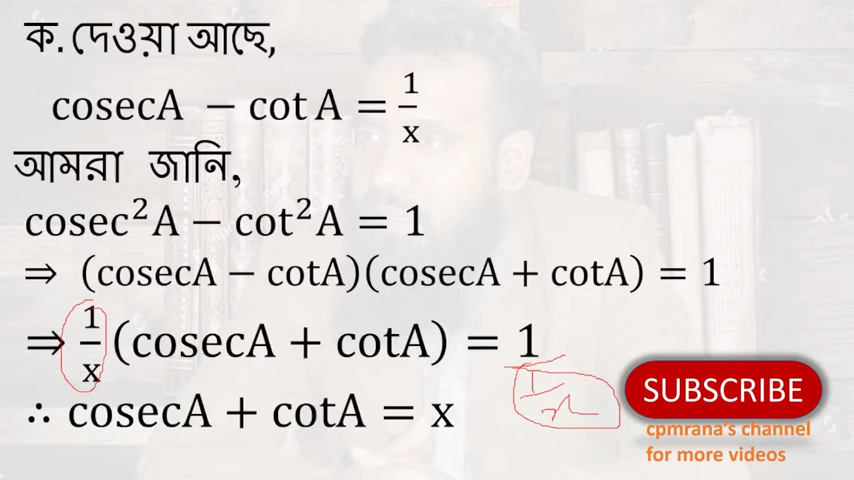 ক. দেওয়া আছে,
cosecA − cot A = 1/x
আমরা জানি,
cosec²A − cot²A = 1
⇒ (cosecA − cotA)(cosecA + cotA) = 1
⇒ 1/x (cosecA + cotA) = 1
∴ cosecA + cotA = x
SUBSCRIBE
cpmrana's channel
for more videos